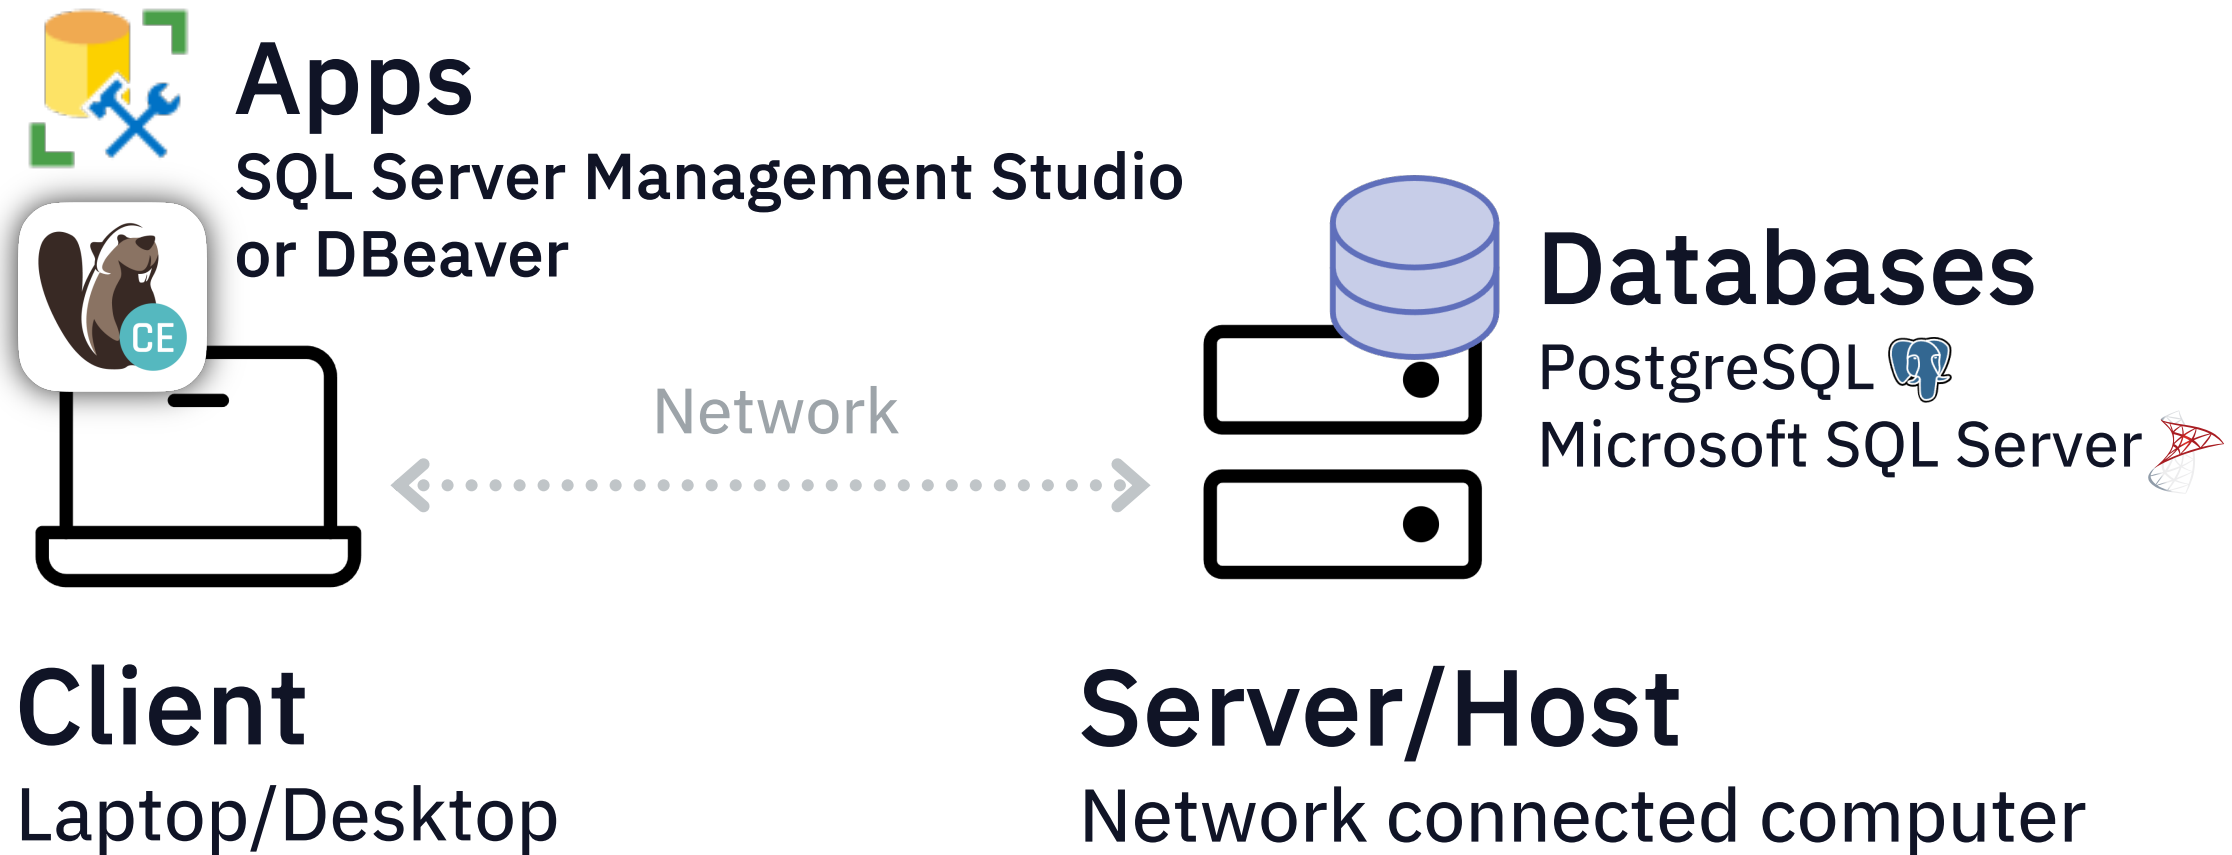 Apps
SQL Server Management Studio
or DBeaver
CE
Network
Databases
PostgreSQL
Microsoft SQL Server
Client
Laptop/Desktop
Server/Host
Network connected computer